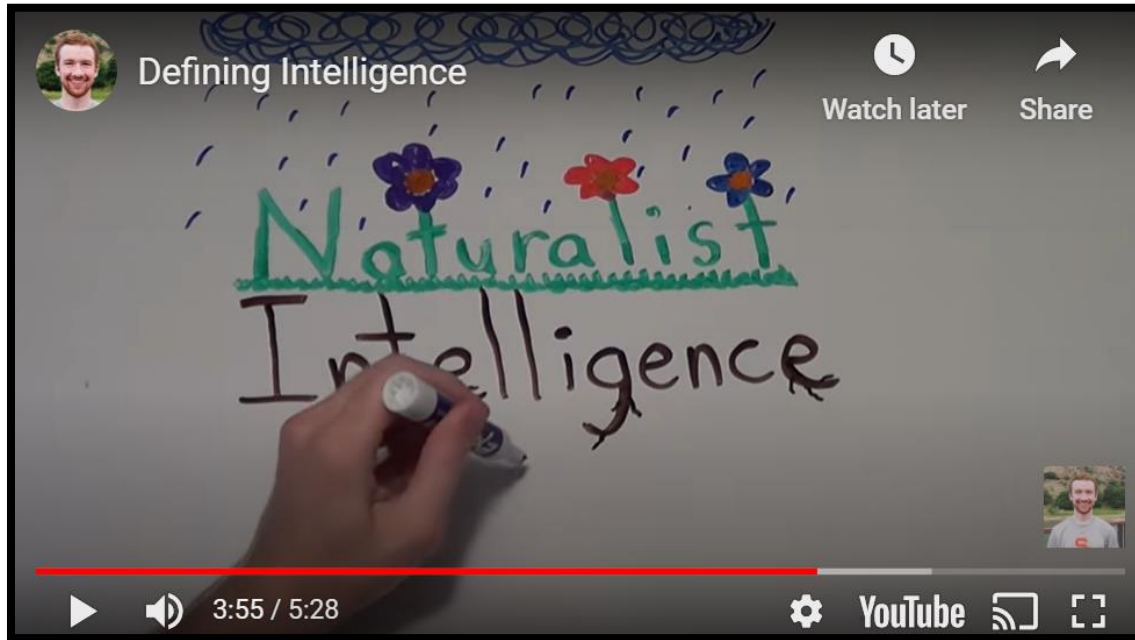 Defining Intelligence
Watch later
Share
Naturalist
Intelligence
S
3:55 / 5:28
YouTube